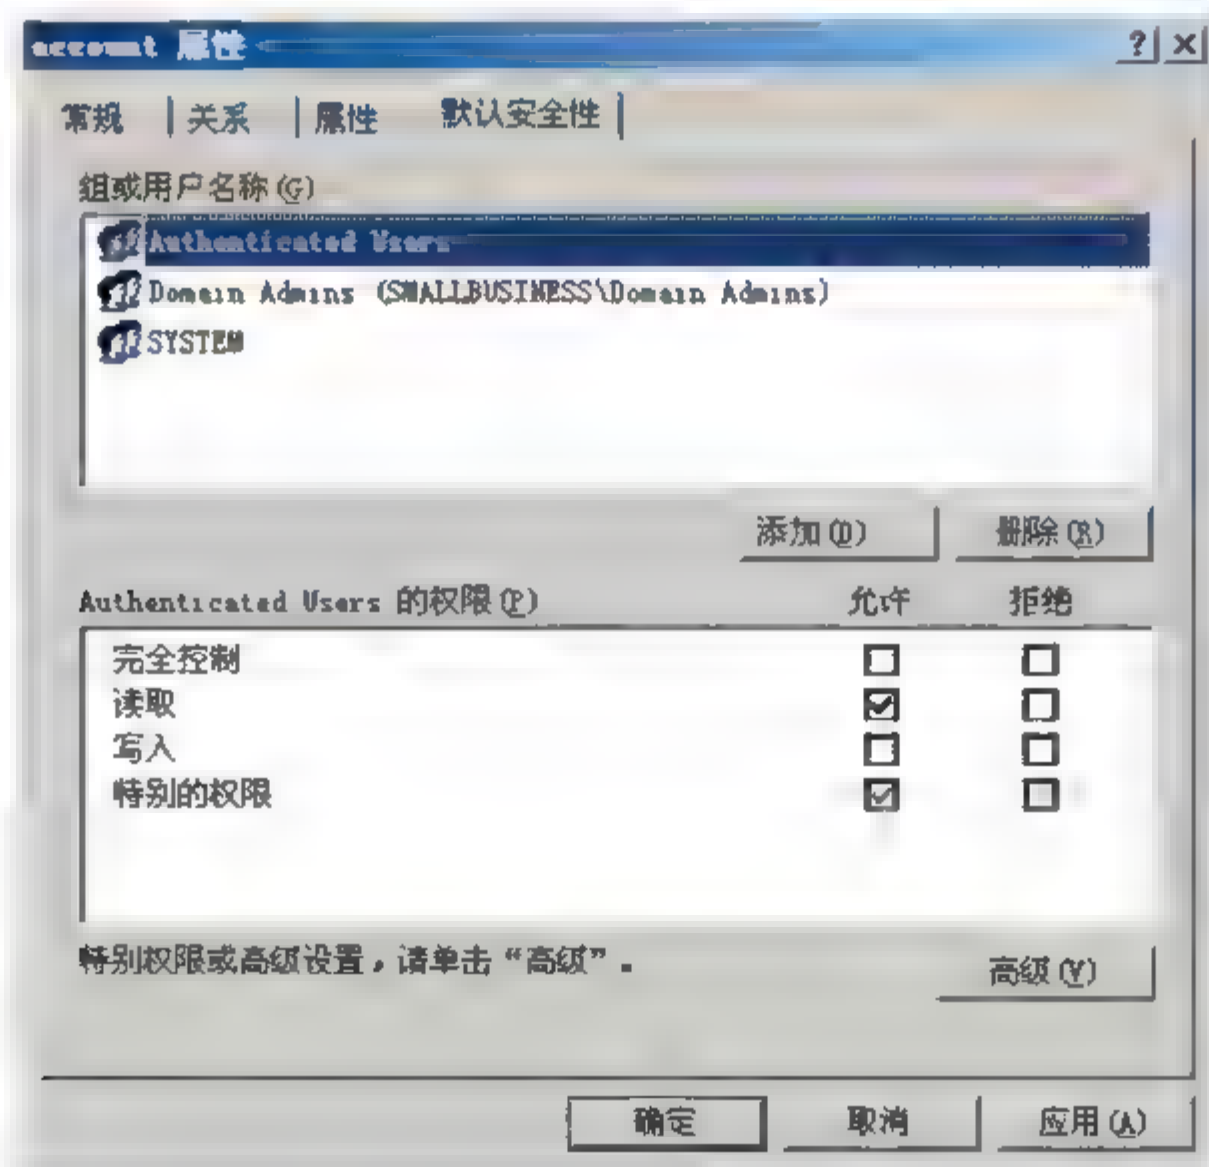 account 属性
常规 关系 属性 默认安全性
组或用户名称(G)
Authenticated Users
Domain Admins (SMALLBUSINESS\Domain Admins)
SYSTEM
添加(D) 删除(R)
Authenticated Users 的权限(P) 允许 拒绝
完全控制
读取
写入
特别的权限
特别权限或高级设置，请单击“高级”。
高级(V)
确定 取消 应用(A)